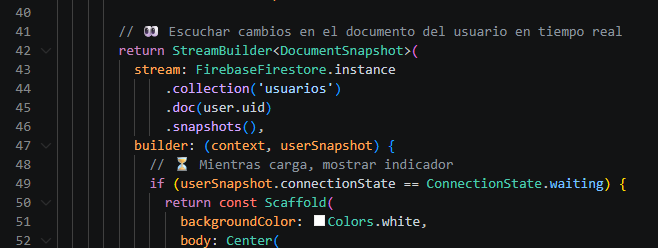 40
41 // 👀 Escuchar cambios en el documento del usuario en tiempo real
42 return StreamBuilder<DocumentSnapshot>(
43 stream: FirebaseFirestore.instance
44 .collection('usuarios')
45 .doc(user.uid)
46 .snapshots(),
47 builder: (context, userSnapshot) {
48 // ⏳ Mientras carga, mostrar indicador
49 if (userSnapshot.connectionState == ConnectionState.waiting) {
50 return const Scaffold(
51 backgroundColor: Colors.white,
52 body: Center(